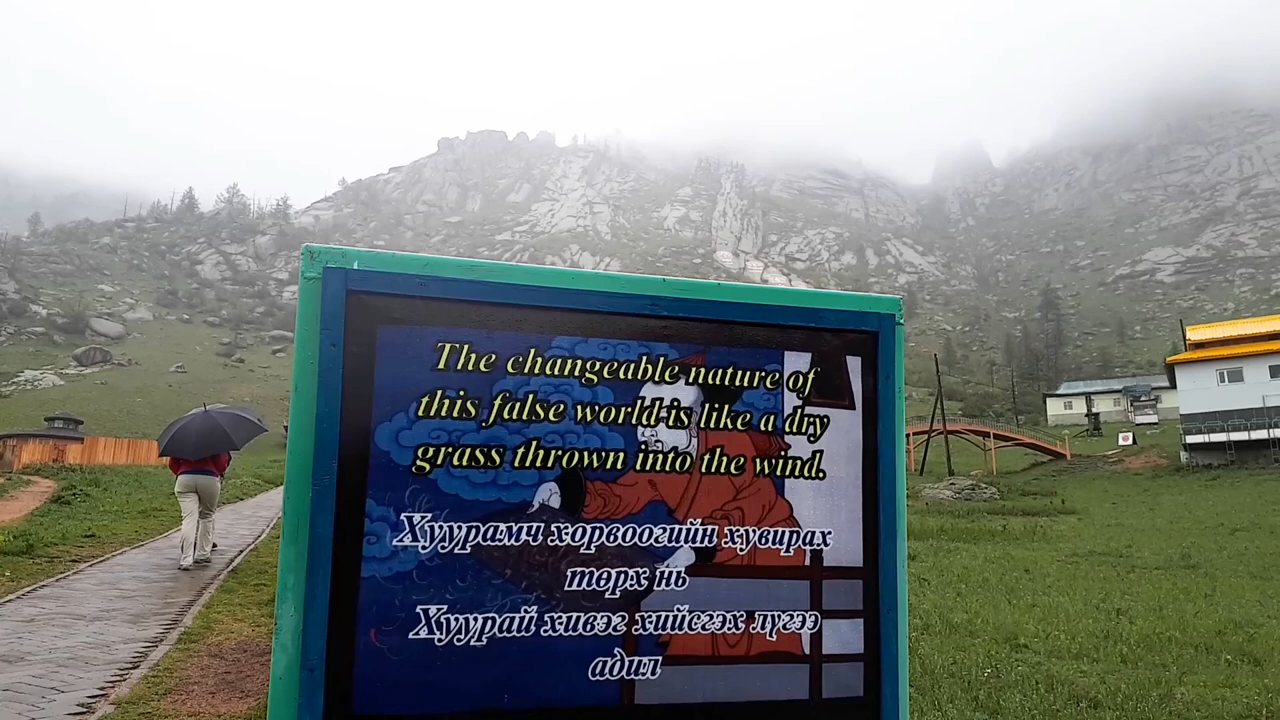 The changeable nature of
this false world is like a dry
grass thrown into the wind.
Хуурамч хорвоогийн хувирах
төрх нь
Хуурай хивэг хийсгэх лүгээ
адил